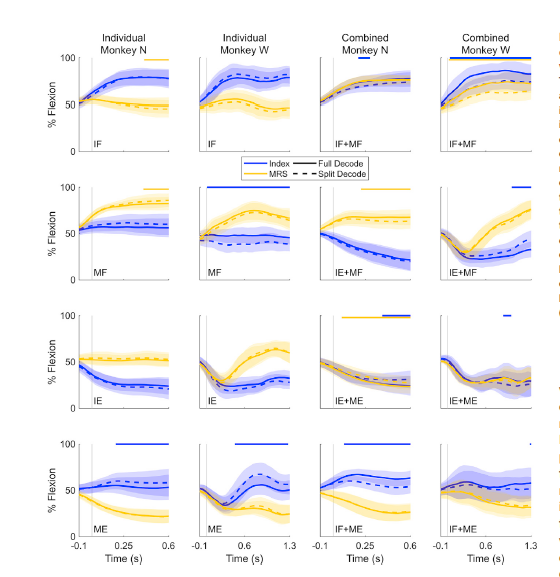 Individual
Monkey N
Individual
Monkey W
Combined
Monkey N
Combined
Monkey W
100
50
0
% Flexion
IF
IF
IF+MF
IF+MF
Index
Full Decode
MRS
Split Decode
100
50
0
% Flexion
MF
MF
IE+MF
IE+MF
100
50
0
% Flexion
IE
IE
IE+ME
IE+ME
100
50
0
% Flexion
ME
ME
IF+ME
IF+ME
-0.1 0.25 0.6
-0.1 0.6 1.3
-0.1 0.25 0.6
-0.1 0.6 1.3
Time (s)
Time (s)
Time (s)
Time (s)